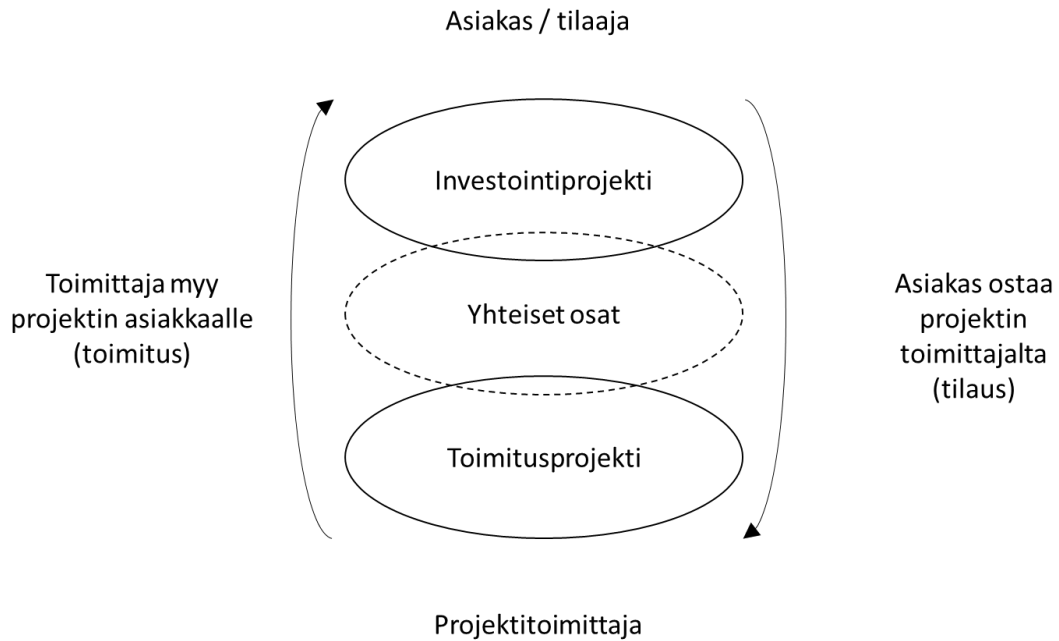 Asiakas / tilaaja
Investointiprojekti
Toimittaja myy
projektin asiakkaalle
(toimitus)
Yhteiset osat
Asiakas ostaa
projektin
toimittajalta
(tilaus)
Toimitusprojekti
Projektitoimittaja